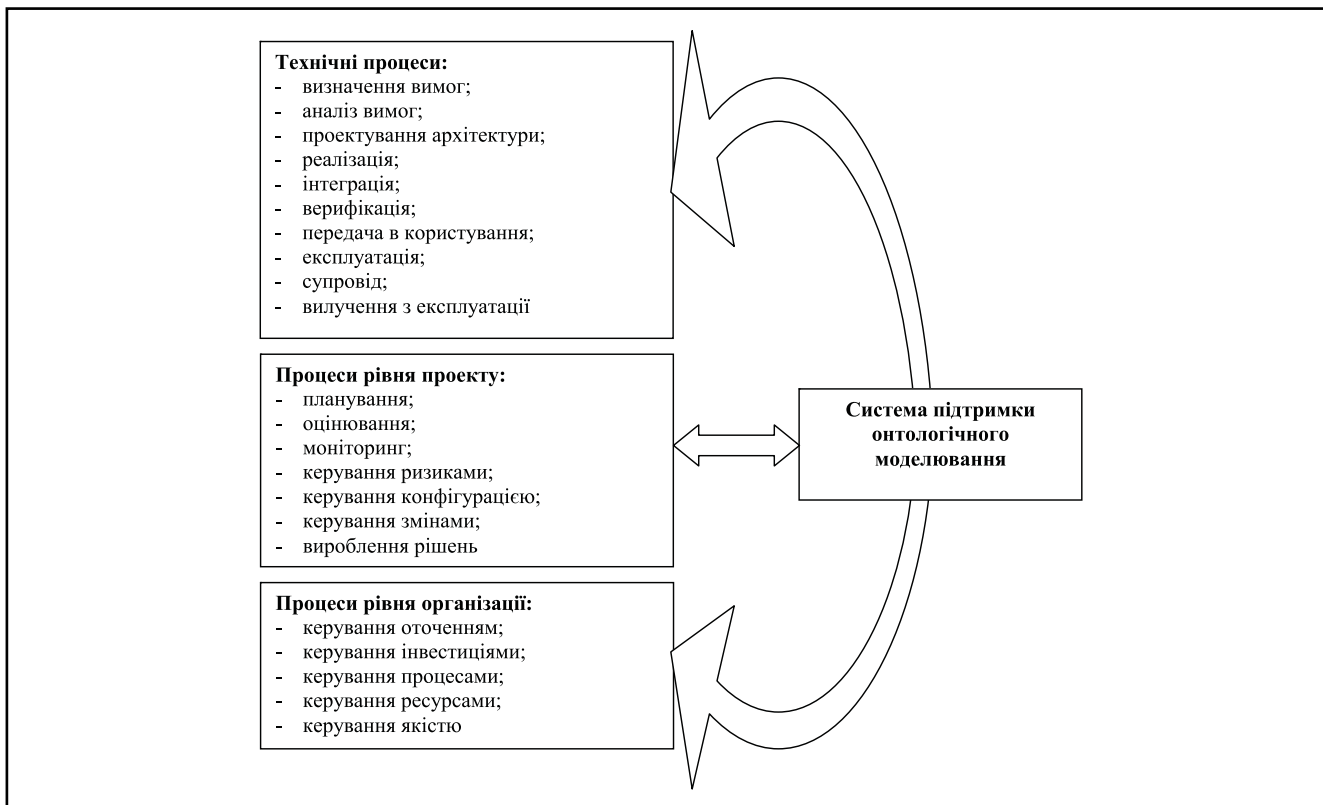 Технічні процеси:
- визначення вимог;
- аналіз вимог;
- проектування архітектури;
- реалізація;
- інтеграція;
- верифікація;
- передача в користування;
- експлуатація;
- супровід;
- вилучення з експлуатації
Процеси рівня проекту:
- планування;
- оцінювання;
- моніторинг;
- керування ризиками;
- керування конфігурацією;
- керування змінами;
- вироблення рішень
Система підтримки
онтологічного
моделювання
Процеси рівня організації:
- керування оточенням;
- керування інвестиціями;
- керування процесами;
- керування ресурсами;
- керування якістю